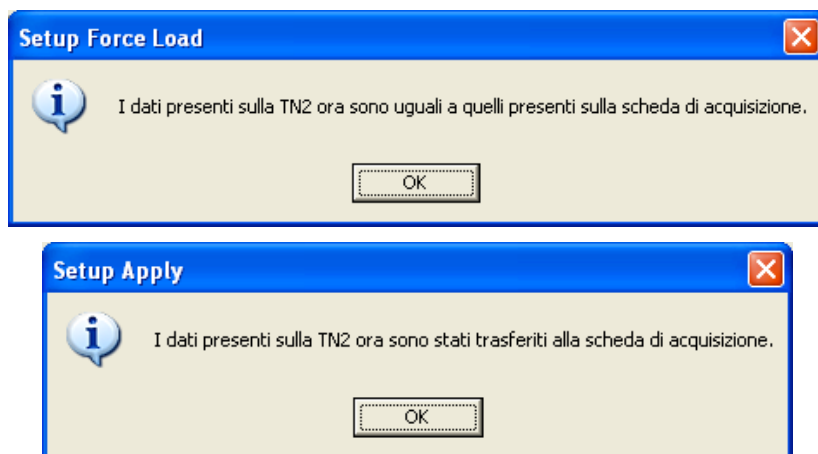 Setup Force Load
I dati presenti sulla TN2 ora sono uguali a quelli presenti sulla scheda di acquisizione.
OK
Setup Apply
I dati presenti sulla TN2 ora sono stati trasferiti alla scheda di acquisizione.
OK